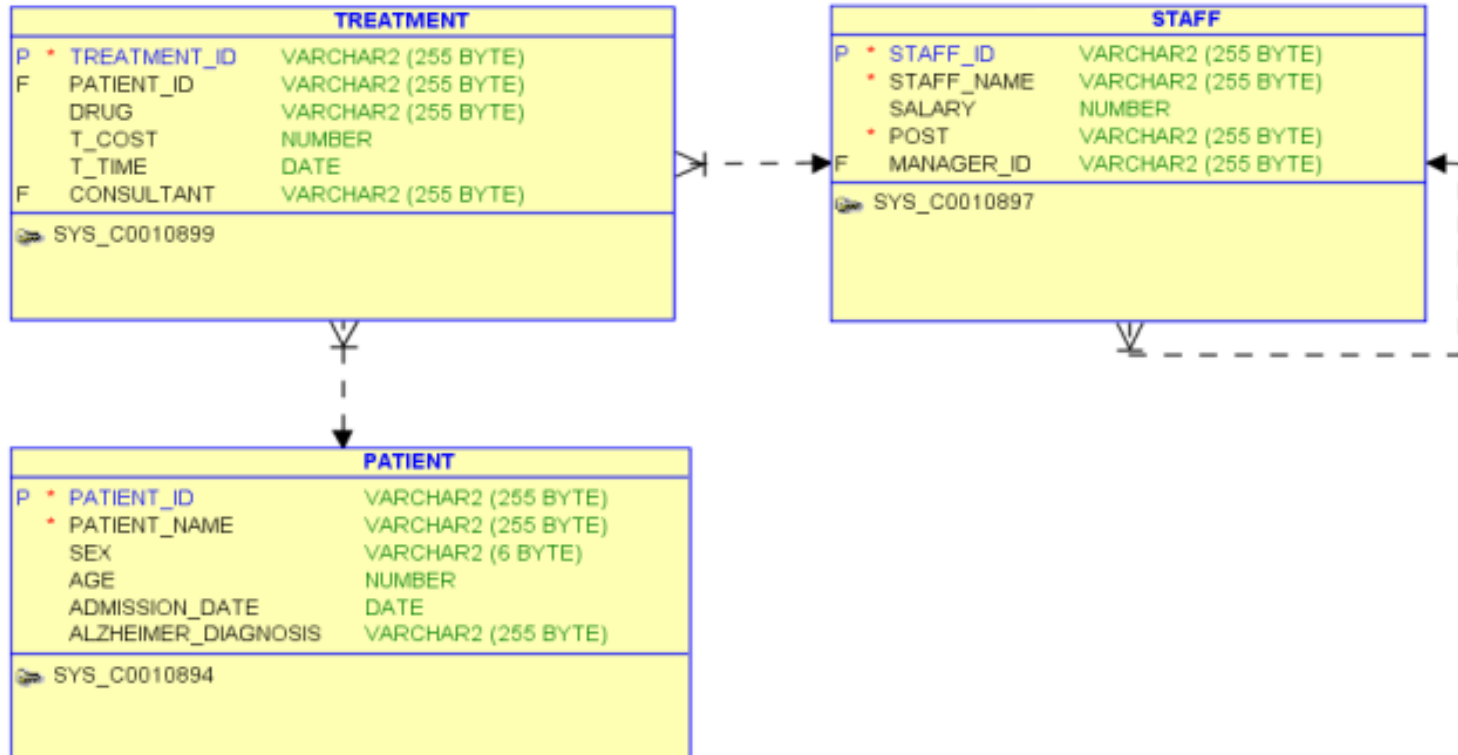 TREATMENT
P * TREATMENT_ID VARCHAR2 (255 BYTE)
F PATIENT_ID VARCHAR2 (255 BYTE)
DRUG VARCHAR2 (255 BYTE)
T_COST NUMBER
T_TIME DATE
F CONSULTANT VARCHAR2 (255 BYTE)
SYS_C0010899
STAFF
P * STAFF_ID VARCHAR2 (255 BYTE)
* STAFF_NAME VARCHAR2 (255 BYTE)
SALARY NUMBER
* POST VARCHAR2 (255 BYTE)
F MANAGER_ID VARCHAR2 (255 BYTE)
SYS_C0010897
PATIENT
P * PATIENT_ID VARCHAR2 (255 BYTE)
* PATIENT_NAME VARCHAR2 (255 BYTE)
SEX VARCHAR2 (6 BYTE)
AGE NUMBER
ADMISSION_DATE DATE
ALZHEIMER_DIAGNOSIS VARCHAR2 (255 BYTE)
SYS_C0010894